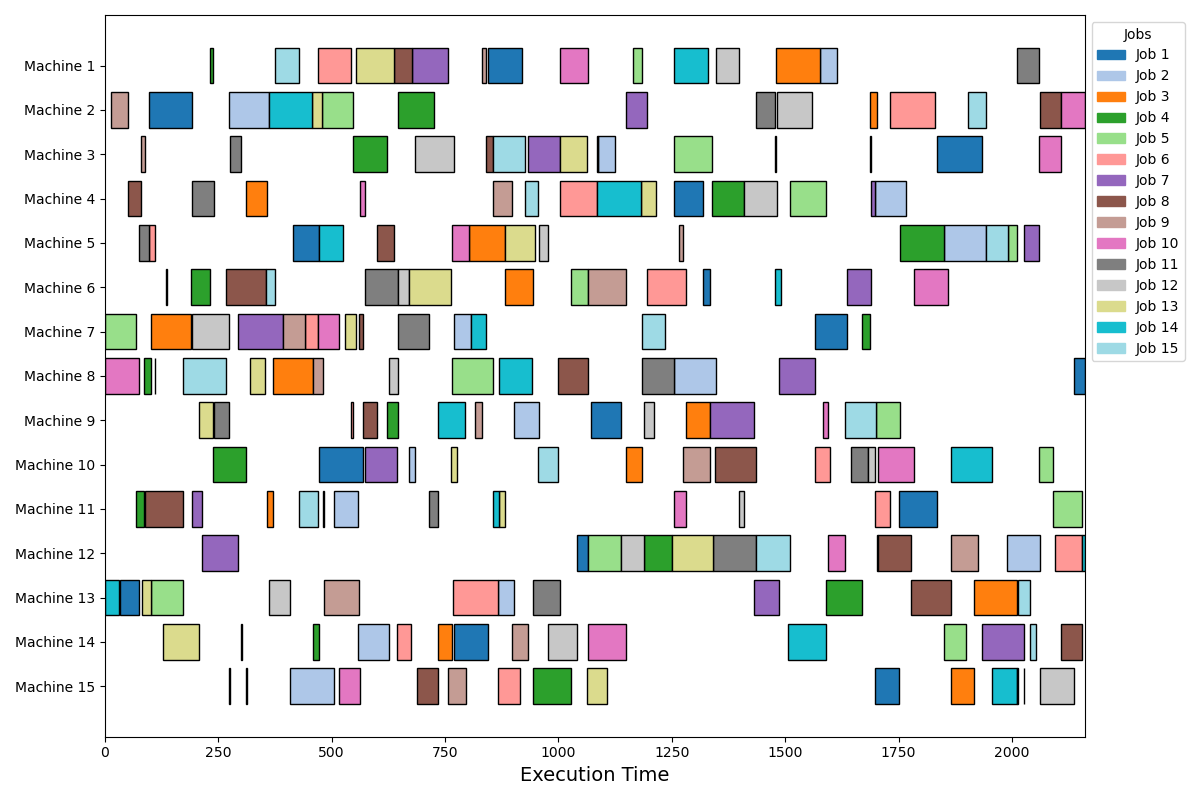 Machine 1
Machine 2
Machine 3
Machine 4
Machine 5
Machine 6
Machine 7
Machine 8
Machine 9
Machine 10
Machine 11
Machine 12
Machine 13
Machine 14
Machine 15
0 250 500 750 1000 1250 1500 1750 2000
Execution Time
Jobs
Job 1
Job 2
Job 3
Job 4
Job 5
Job 6
Job 7
Job 8
Job 9
Job 10
Job 11
Job 12
Job 13
Job 14
Job 15